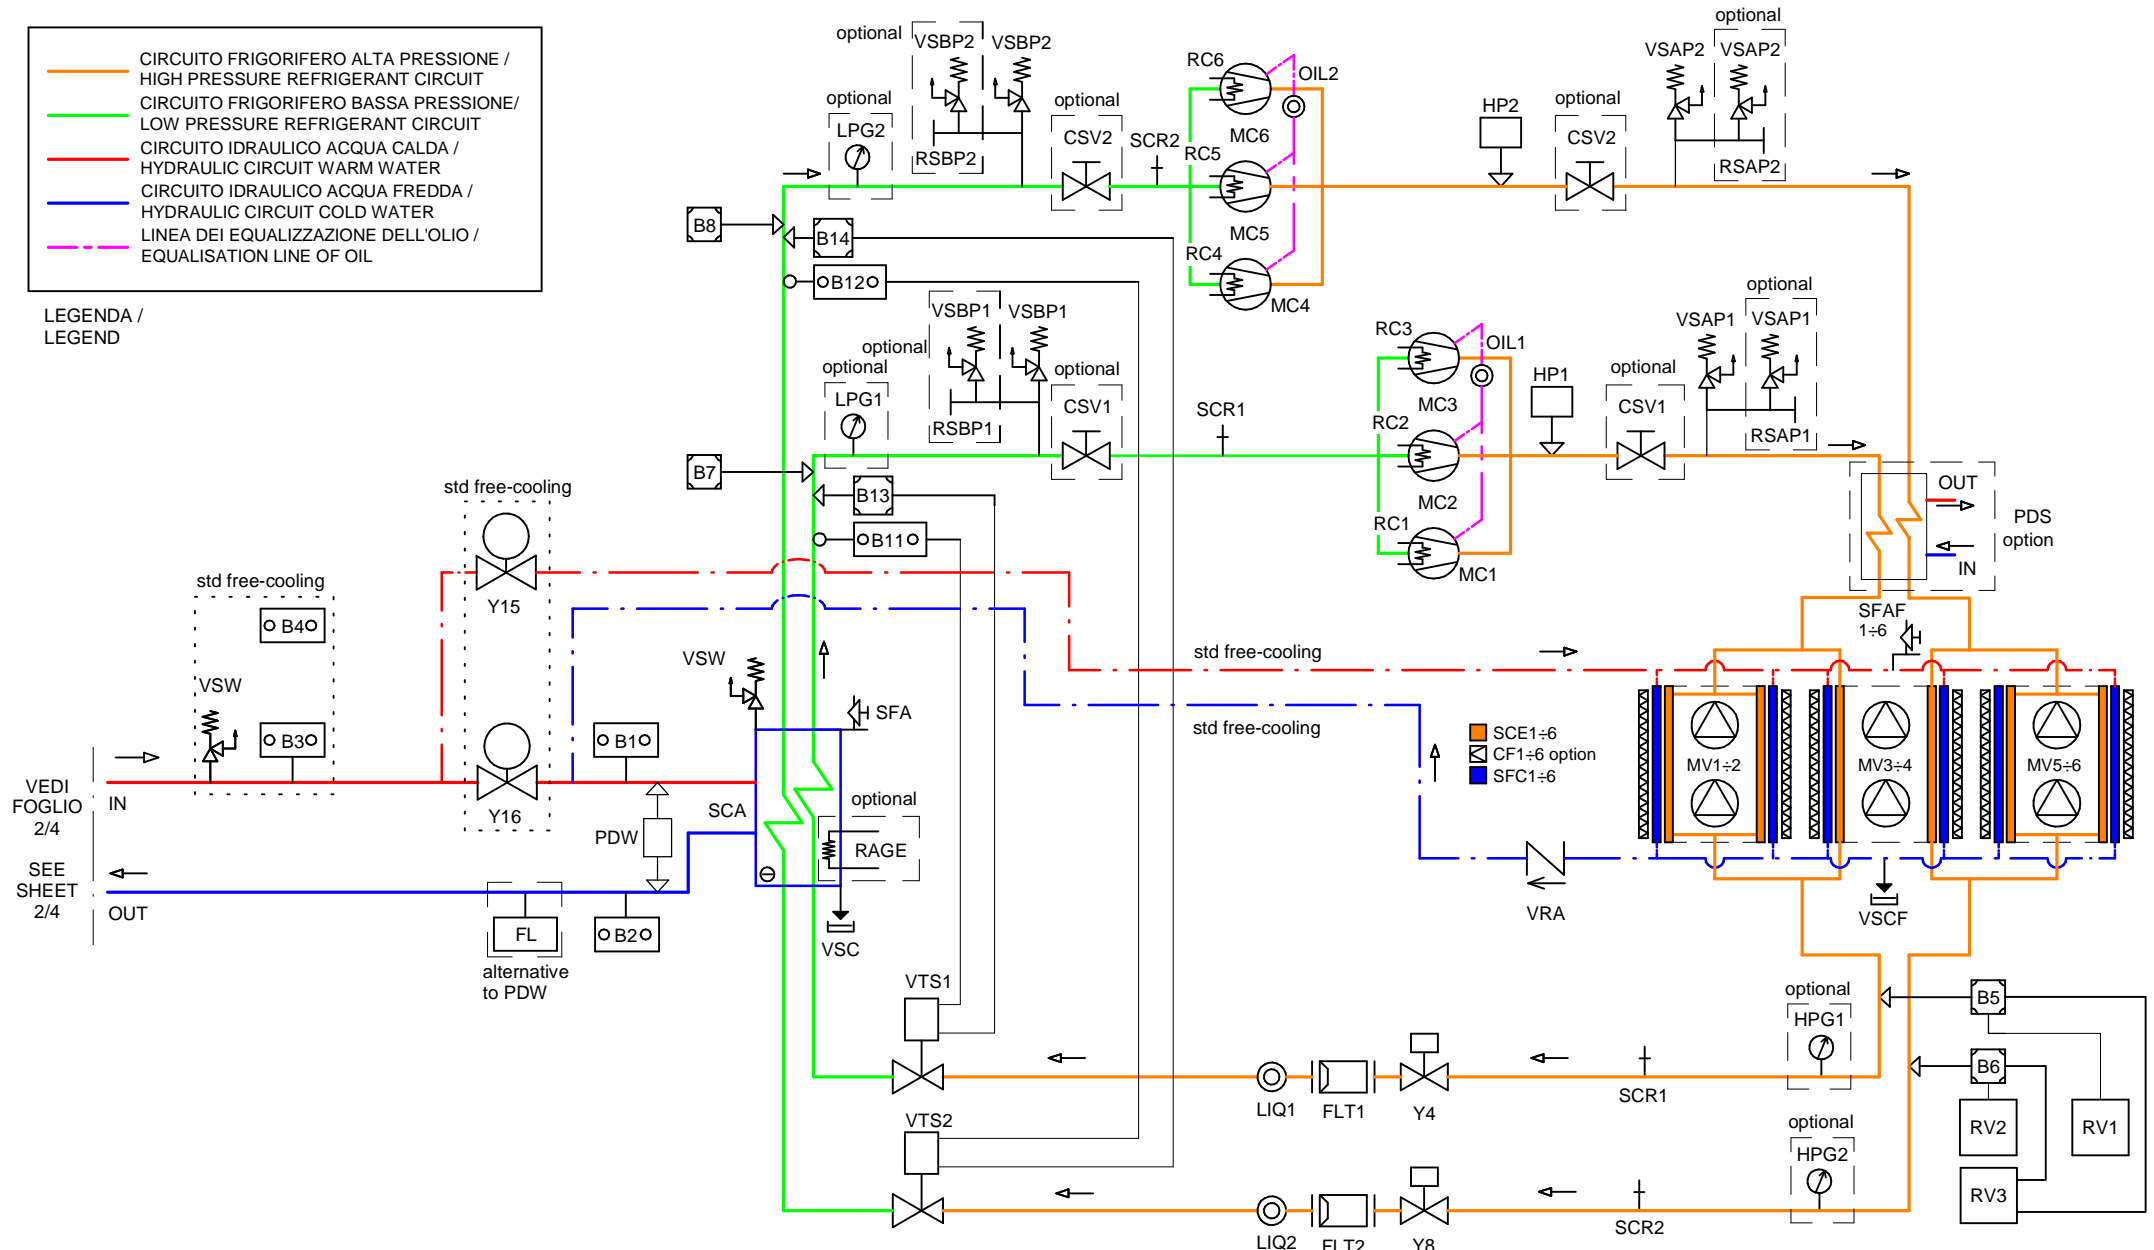 CIRCUITO FRIGORIFERO ALTA PRESSIONE /
HIGH PRESSURE REFRIGERANT CIRCUIT
CIRCUITO FRIGORIFERO BASSA PRESSIONE/
LOW PRESSURE REFRIGERANT CIRCUIT
CIRCUITO IDRAULICO ACQUA CALDA /
HYDRAULIC CIRCUIT WARM WATER
CIRCUITO IDRAULICO ACQUA FREDDA /
HYDRAULIC CIRCUIT COLD WATER
LINEA DEI EQUALIZZAZIONE DELL'OLIO /
EQUALISATION LINE OF OIL
LEGENDA /
LEGEND
optional
VSBP2
VSBP2
optional
LPG2
RSBP2
optional
CSV2
SCR2
RC6
OIL2
MC6
RC5
MC5
RC4
MC4
HP2
optional
CSV2
optional
VSAP2
VSAP2
RSAP2
B8
B14
B12
VSBP1
VSBP1
optional
optional
LPG1
RSBP1
optional
CSV1
SCR1
RC3
OIL1
MC3
RC2
MC2
RC1
MC1
HP1
optional
CSV1
optional
VSAP1
VSAP1
RSAP1
B7
B13
B11
OUT
IN
PDS
option
std free-cooling
Y15
std free-cooling
B4
VSW
B3
Y16
B1
VSW
SFA
SCA
PDW
optional
RAGE
VSC
VEDI
FOGLIO
2/4
IN
SEE
SHEET
2/4
OUT
FL
alternative
to PDW
B2
std free-cooling
std free-cooling
SFAF
1÷6
SCE1÷6
CF1÷6 option
SFC1÷6
MV1÷2
MV3÷4
MV5÷6
VRA
VSCF
VTS1
LIQ1
FLT1
Y4
SCR1
optional
HPG1
B5
B6
RV2
RV1
RV3
VTS2
LIQ2
FLT2
Y8
SCR2
optional
HPG2